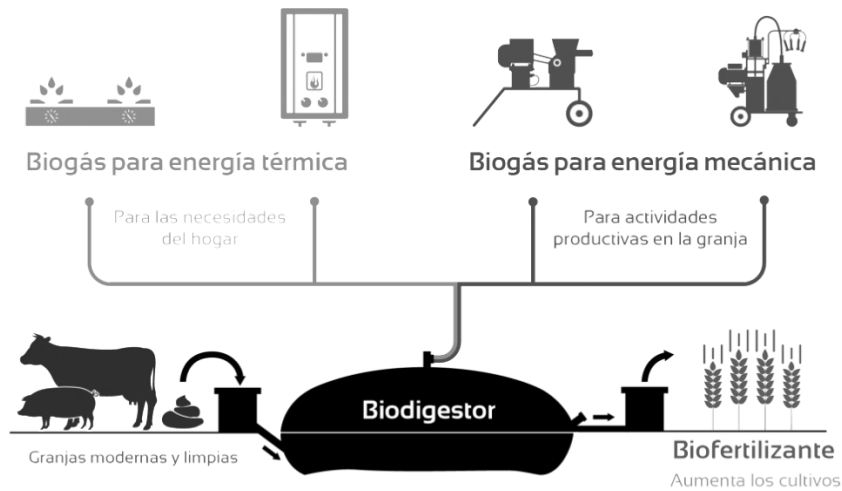 Biogás para energía térmica
Biogás para energía mecánica
Para las necesidades
del hogar
Para actividades
productivas en la granja
Biodigestor
Granjas modernas y limpias
Biofertilizante
Aumenta los cultivos